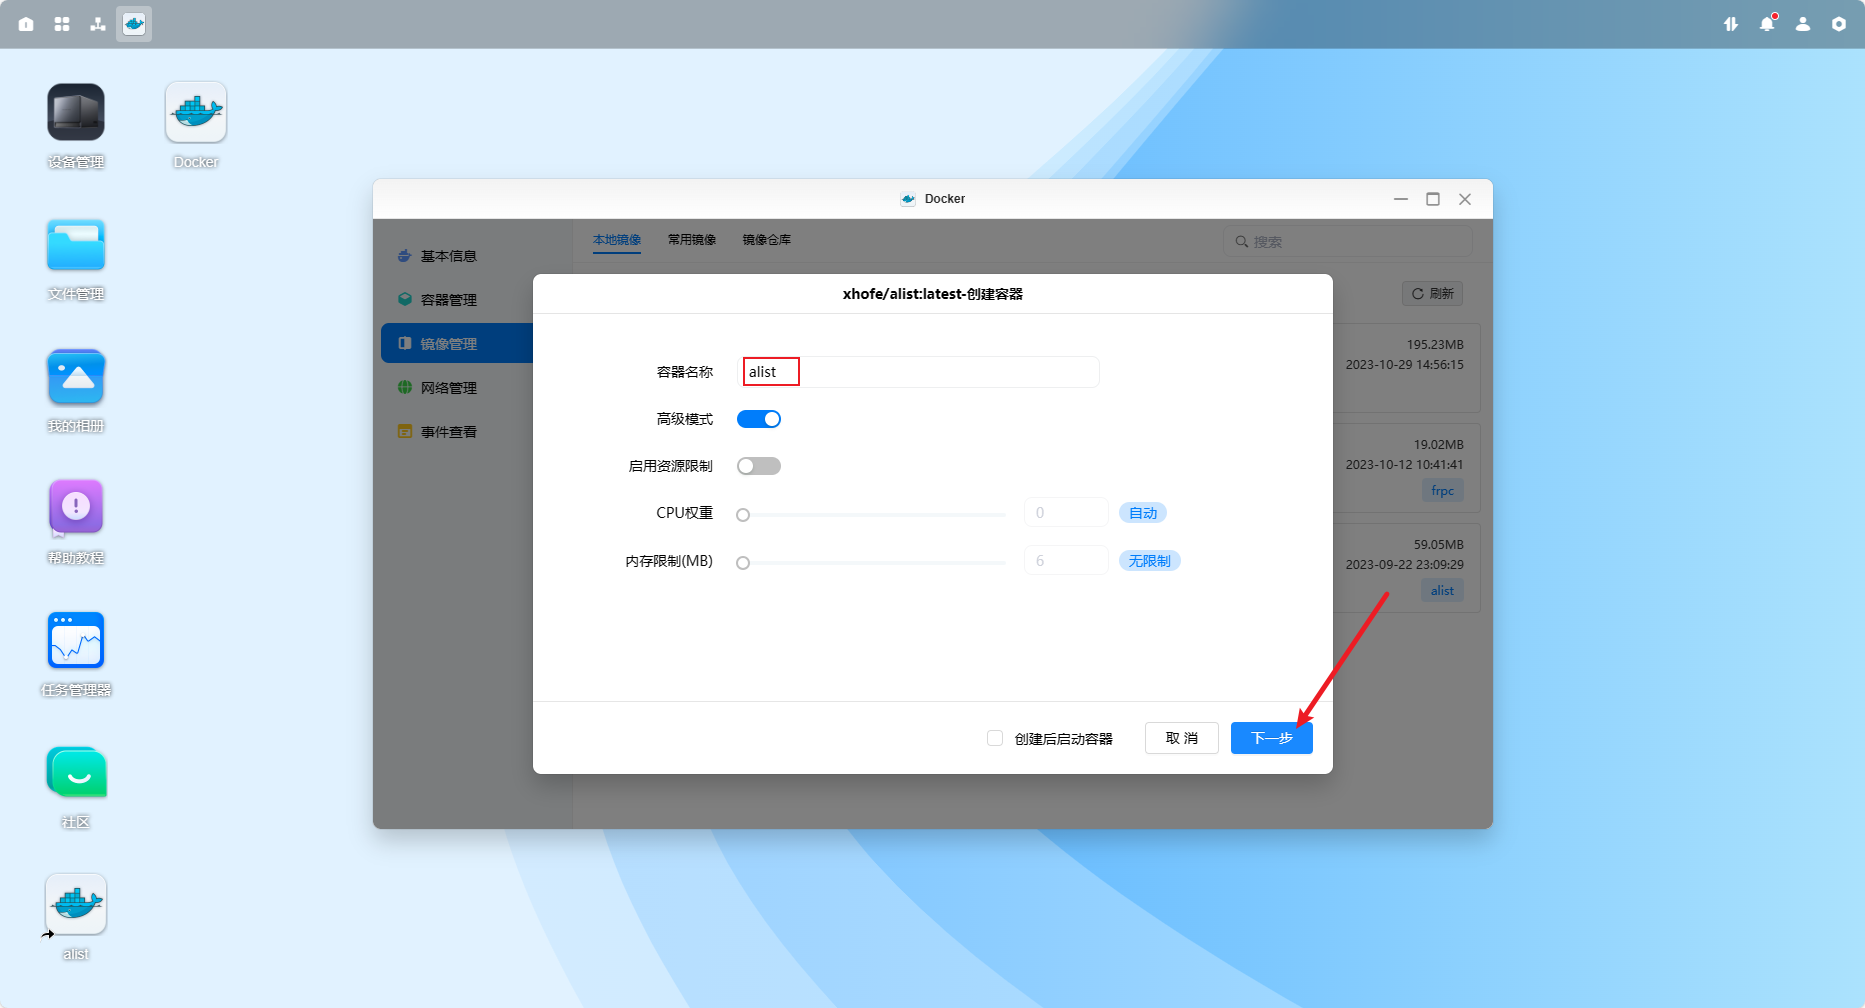 设备管理
Docker
文件管理
我的相册
帮助教程
任务管理器
社区
alist
Docker
基本信息
容器管理
镜像管理
网络管理
事件查看
本地镜像 常用镜像 镜像仓库
搜索
刷新
195.23MB
2023-10-29 14:56:15
19.02MB
2023-10-12 10:41:41
frpc
59.05MB
2023-09-22 23:09:29
alist
xhofe/alist:latest-创建容器
容器名称 alist
高级模式
启用资源限制
CPU权重 0 自动
内存限制(MB) 6 无限制
创建后启动容器 取 消 下一步